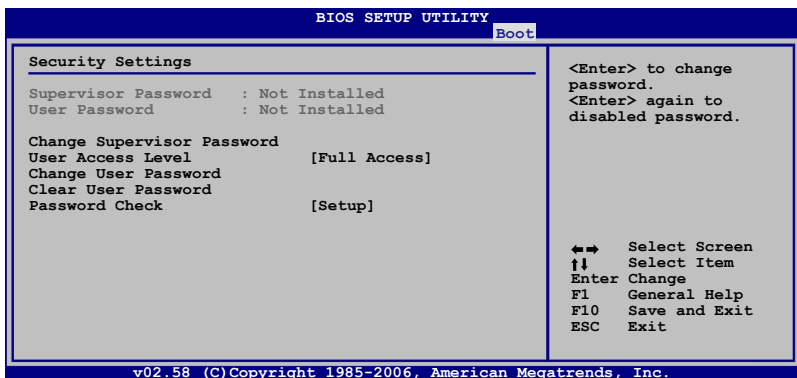 BIOS SETUP UTILITY
Boot
Security Settings
Supervisor Password : Not Installed
User Password : Not Installed
Change Supervisor Password
User Access Level [Full Access]
Change User Password
Clear User Password
Password Check [Setup]
<Enter> to change
password.
<Enter> again to
disabled password.
←→ Select Screen
↑↓ Select Item
Enter Change
F1 General Help
F10 Save and Exit
ESC Exit
v02.58 (C)Copyright 1985-2006, American Megatrends, Inc.